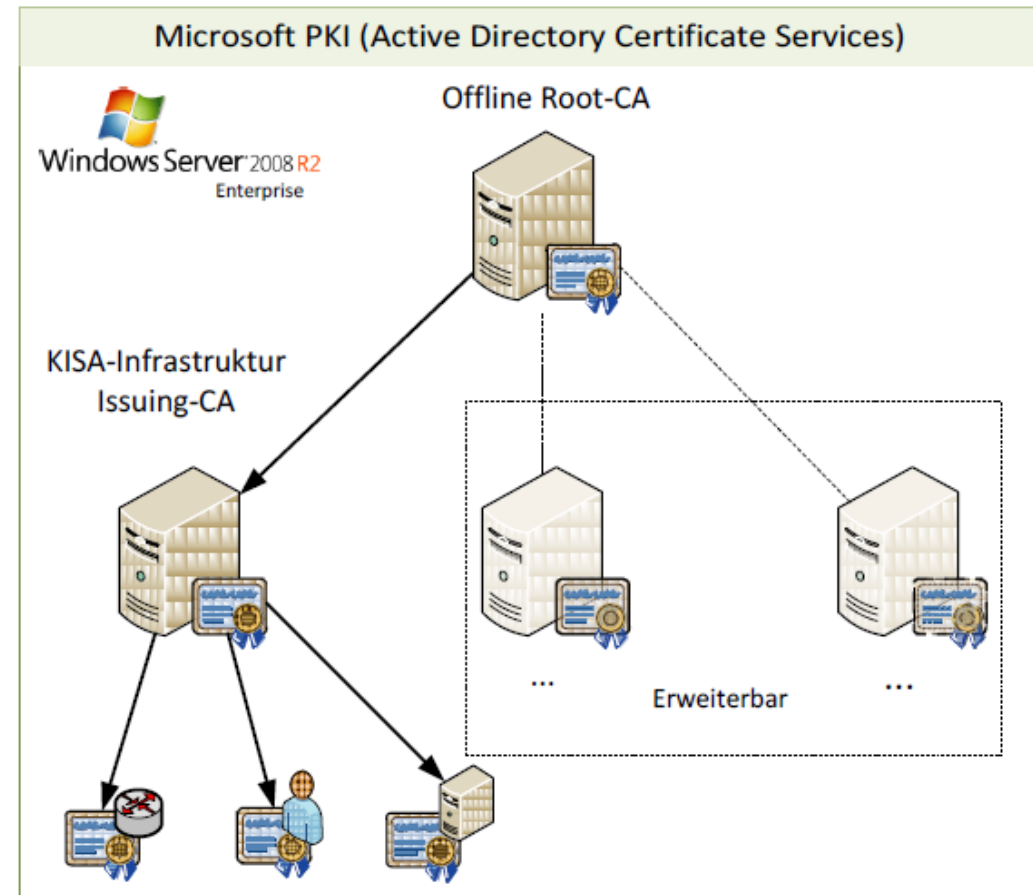 Microsoft PKI (Active Directory Certificate Services)
Offline Root-CA
Windows Server 2008 R2
Enterprise
KISA-Infrastruktur
Issuing-CA
...
...
Erweiterbar